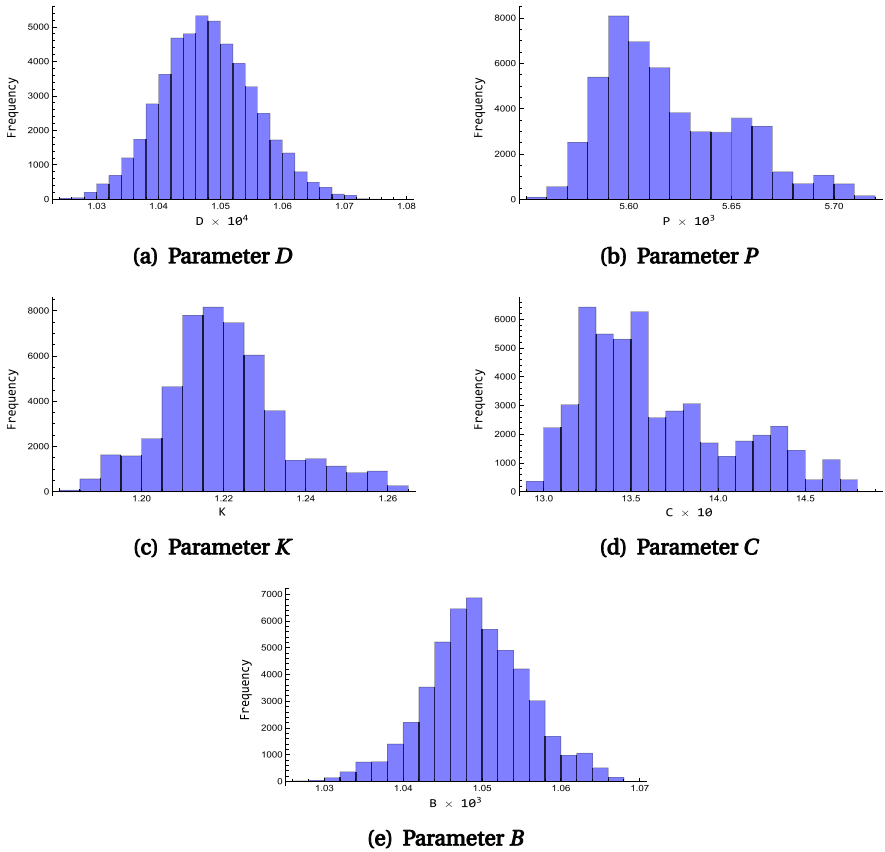 Frequency
5000
4000
3000
2000
1000
0
1.03 1.04 1.05 1.06 1.07 1.08
D × 10⁴
(a) Parameter D
Frequency
8000
6000
4000
2000
0
5.60 5.65 5.70
P × 10³
(b) Parameter P
Frequency
8000
6000
4000
2000
0
1.20 1.22 1.24 1.26
K
(c) Parameter K
Frequency
6000
5000
4000
3000
2000
1000
0
13.0 13.5 14.0 14.5
C × 10
(d) Parameter C
Frequency
7000
6000
5000
4000
3000
2000
1000
0
1.03 1.04 1.05 1.06 1.07
B × 10³
(e) Parameter B